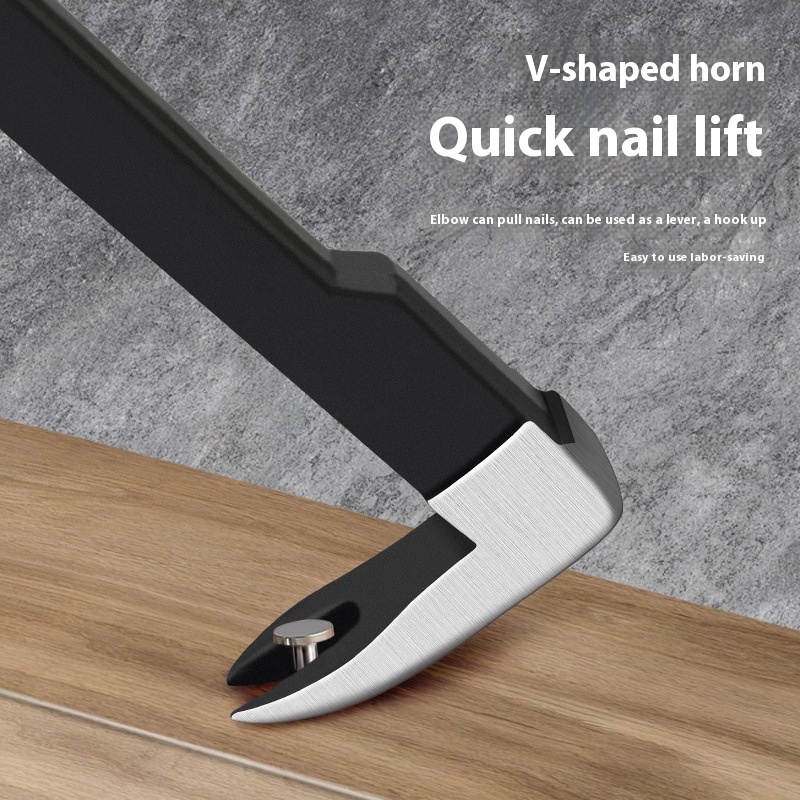 V-shaped horn
Quick nail lift
Elbow can pull nails, can be used as a lever, a hook up
Easy to use labor-saving